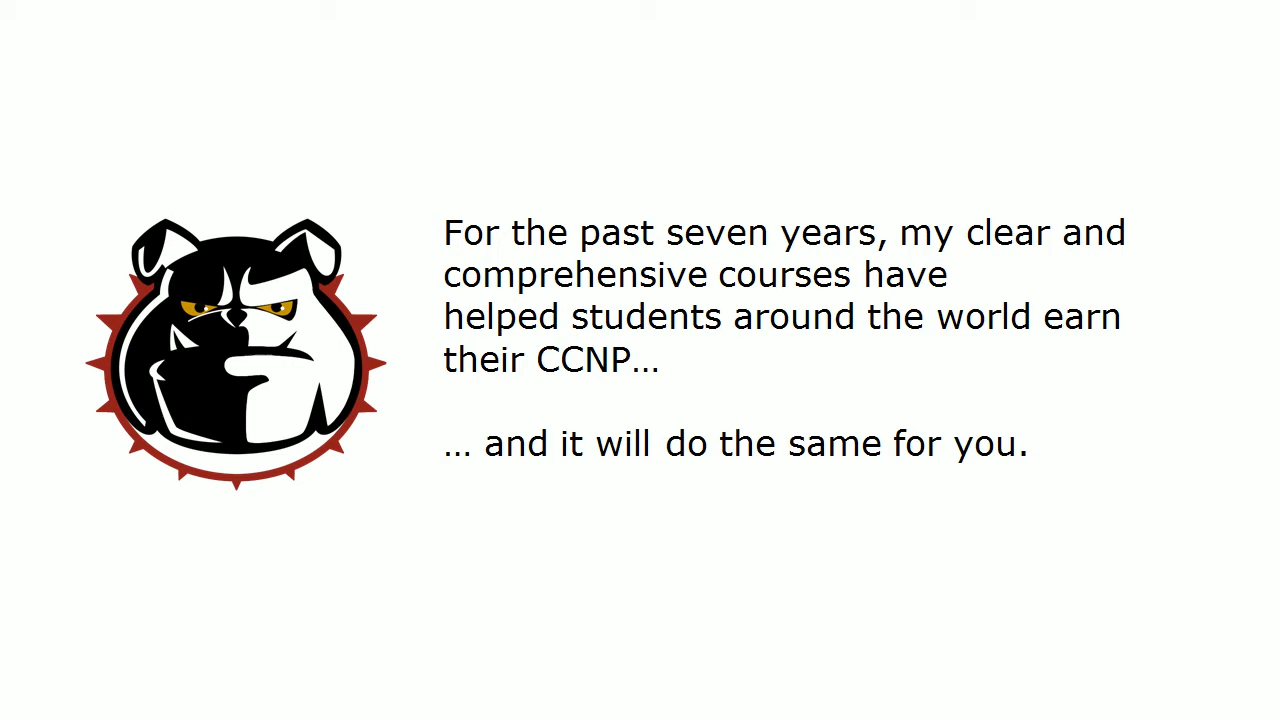 For the past seven years, my clear and
comprehensive courses have
helped students around the world earn
their CCNP…
… and it will do the same for you.